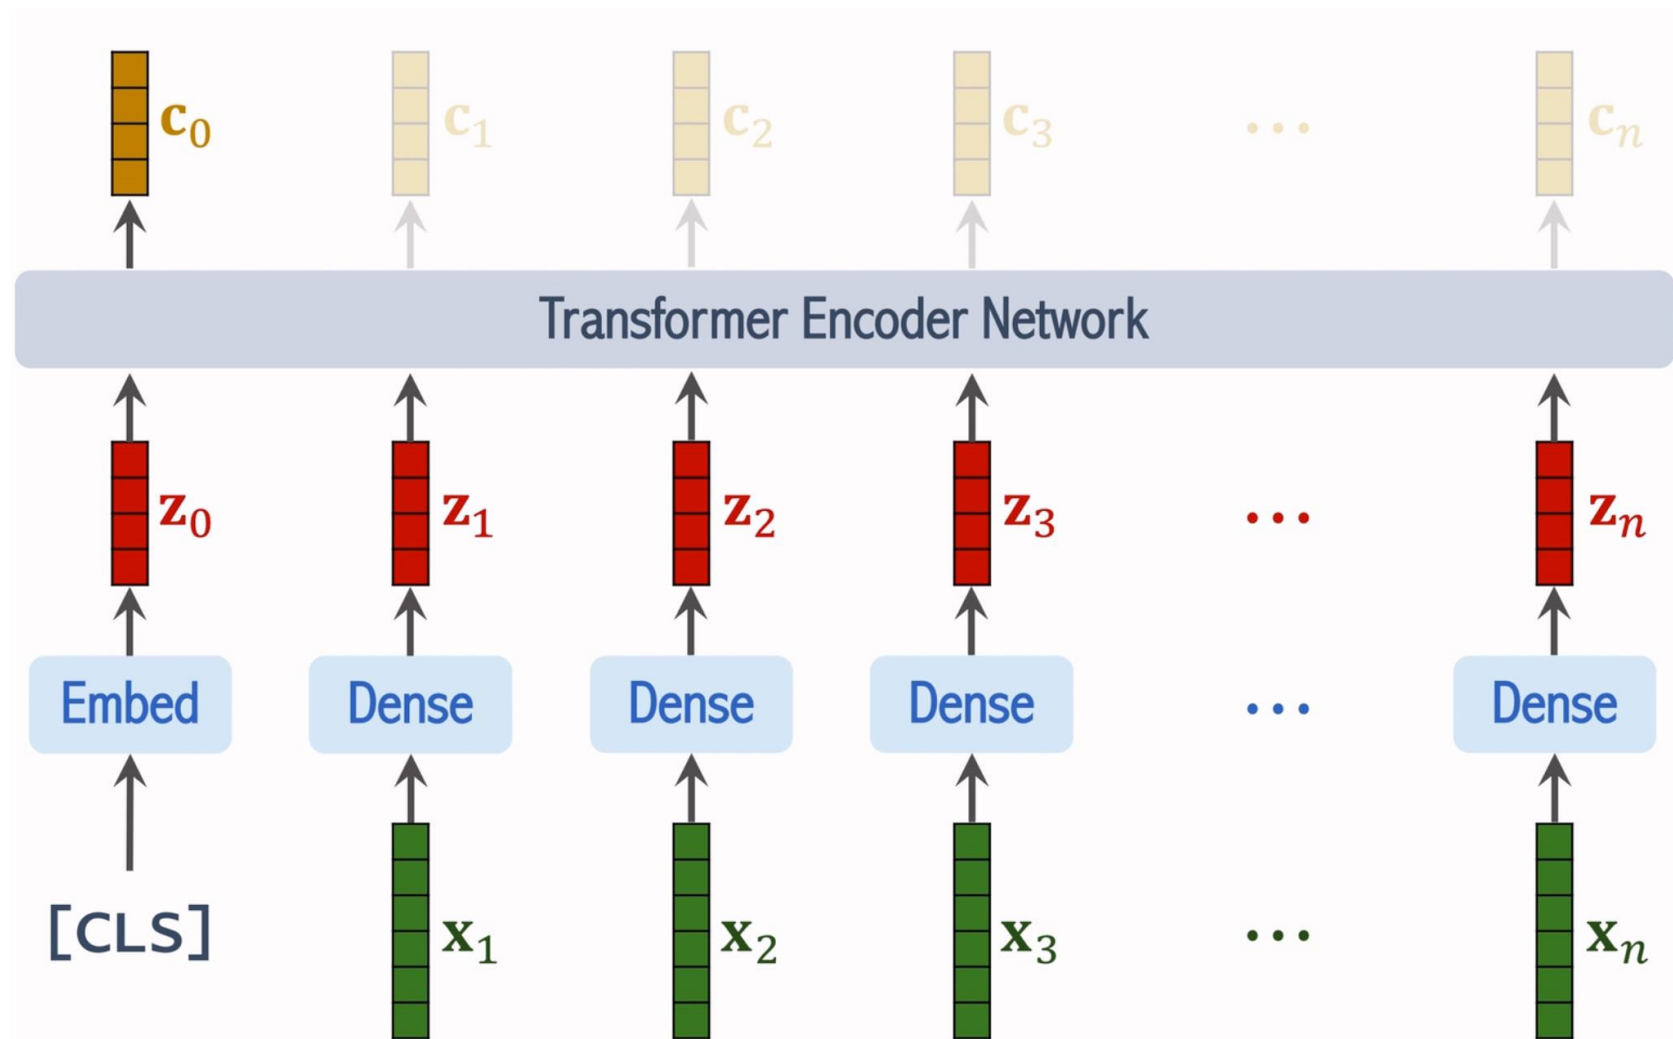 c₀ c₁ c₂ c₃ ... cₙ
Transformer Encoder Network
z₀ z₁ z₂ z₃ ... zₙ
Embed Dense Dense Dense ... Dense
[CLS] x₁ x₂ x₃ ... xₙ